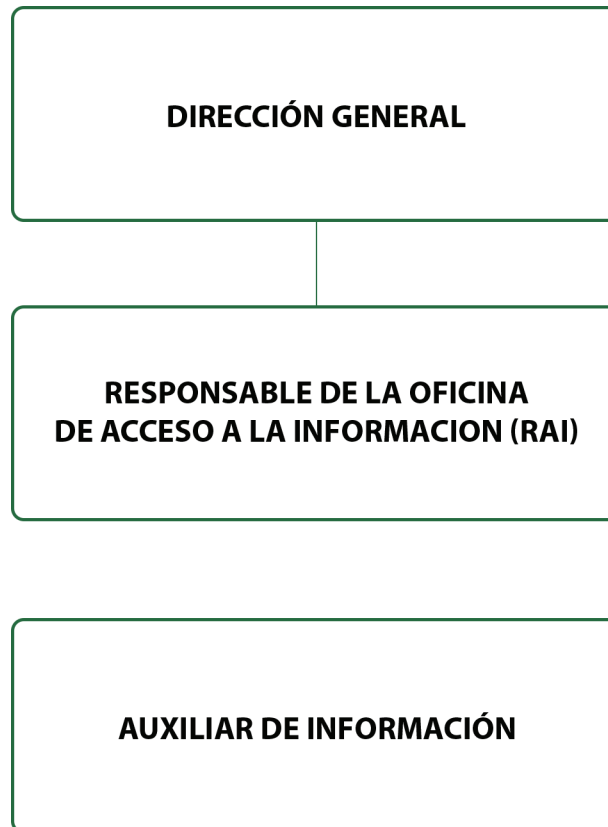 DIRECCIÓN GENERAL
RESPONSABLE DE LA OFICINA
DE ACCESO A LA INFORMACION (RAI)
AUXILIAR DE INFORMACIÓN